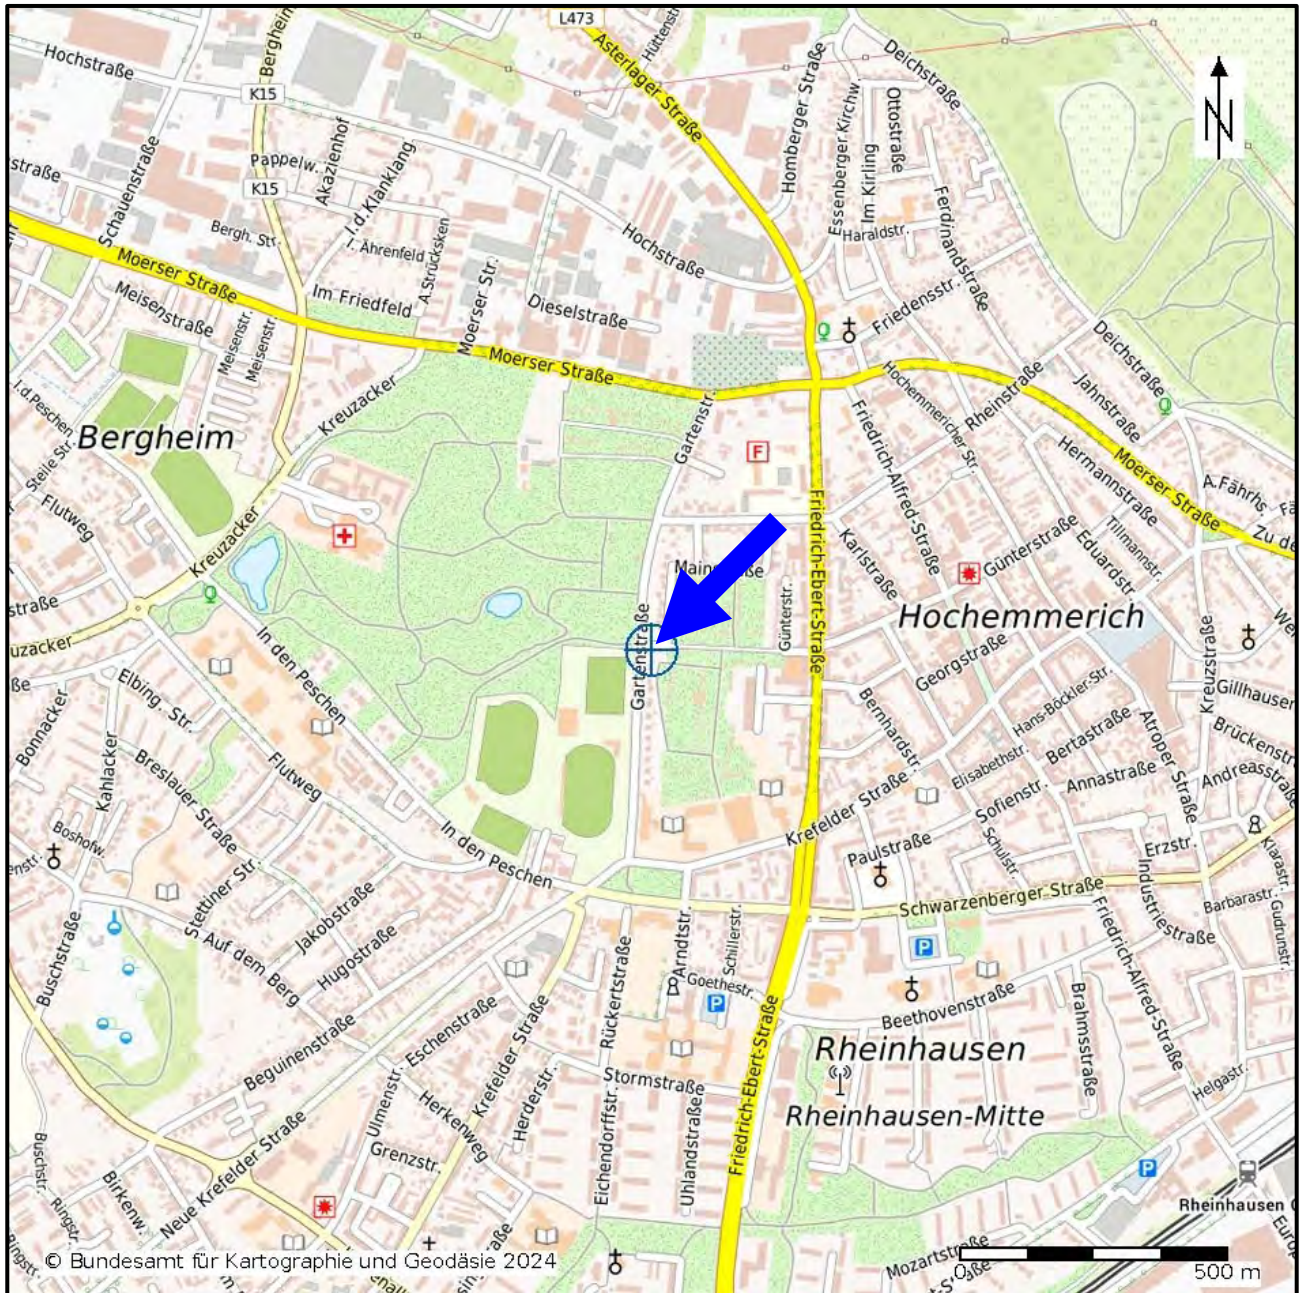 L473
Hüttenstr
Bergheim
Hochstraße
Asterlager Straße
Deichstraße
K15
Homberger Straße
Essenberger Kirchw.
Im Kirling
Ottostraße
N
Schauenstraße
Pappelw.
Akazienhof
I.d.Klanklang
straße
K15
Ferdinandstraße
Bergh. Str.
I. Ährenfeld
A.Strücksken
Hochstraße
Haraldstr.
Moerser Straße
Im Friedfeld
Moerser Str.
Dieselstraße
Friedensstr.
Meisenstraße
Meisenstr.
Meisenstr.
Moerser Straße
Deichstraße
Kreuzacker
Hochemmericher Str.
Rheinstraße
Jahnstraße
I.d.Peschen
Bergheim
Gartenstr.
Friedrich-Alfred-Straße
F
Hermannstraße
Moerser Straße
Steile Str.
A.Fährhs
Fä
Flutweg
Kreuzacker
Friedrich-Ebert-Straße
Karlstraße
Günterstraße
Tillmannstr.
Eduardstr.
Zu de
Mainstraße
straße
Gartenstraße
Günterstr.
Hochemmerich
Kreuzstraße
We
uzacker
In den Peschen
Georgstraße
ße
Elbing. Str.
Bonnacker
Bernhardstr.
Hans-Böckler-Str.
Gillhauser
Kahlacker
Breslauer Straße
Flutweg
Elisabethstr.
Bertastraße
Atroper Straße
Brückenstr
Annastraße
Andreasstraße
Boshofw.
In den Peschen
Krefelder Straße
Sofienstr.
enstr.
Paulstraße
Schulstr.
Erzstr.
Klarastr.
Stettiner Str.
Jakobstraße
Schwarzenberger Straße
Industriestraße
Barbarastr.
Gudrunstr.
Buschstraße
Auf dem Berg
Hugostraße
Rückertstraße
Arndtstr.
Schillerstr.
P
Friedrich-Alfred-Straße
Goethestr.
P
Eschenstraße
Krefelder Straße
Friedrich-Ebert-Straße
Beethovenstraße
Brahmsstraße
Beguinenstraße
Rheinhausen
Ulmenstr.
Herkenweg
Herderstr.
Stormstraße
Helgastr.
Rheinhausen-Mitte
Eichendorffstr.
Uhlandstraße
Buschstr.
Neue Krefelder Straße
Grenzstr.
P
Birkenw.
Ringstr.
Rheinhausen
Europ
Ringstr.
© Bundesamt für Kartographie und Geodäsie 2024
Mozartstraße
0
500 m